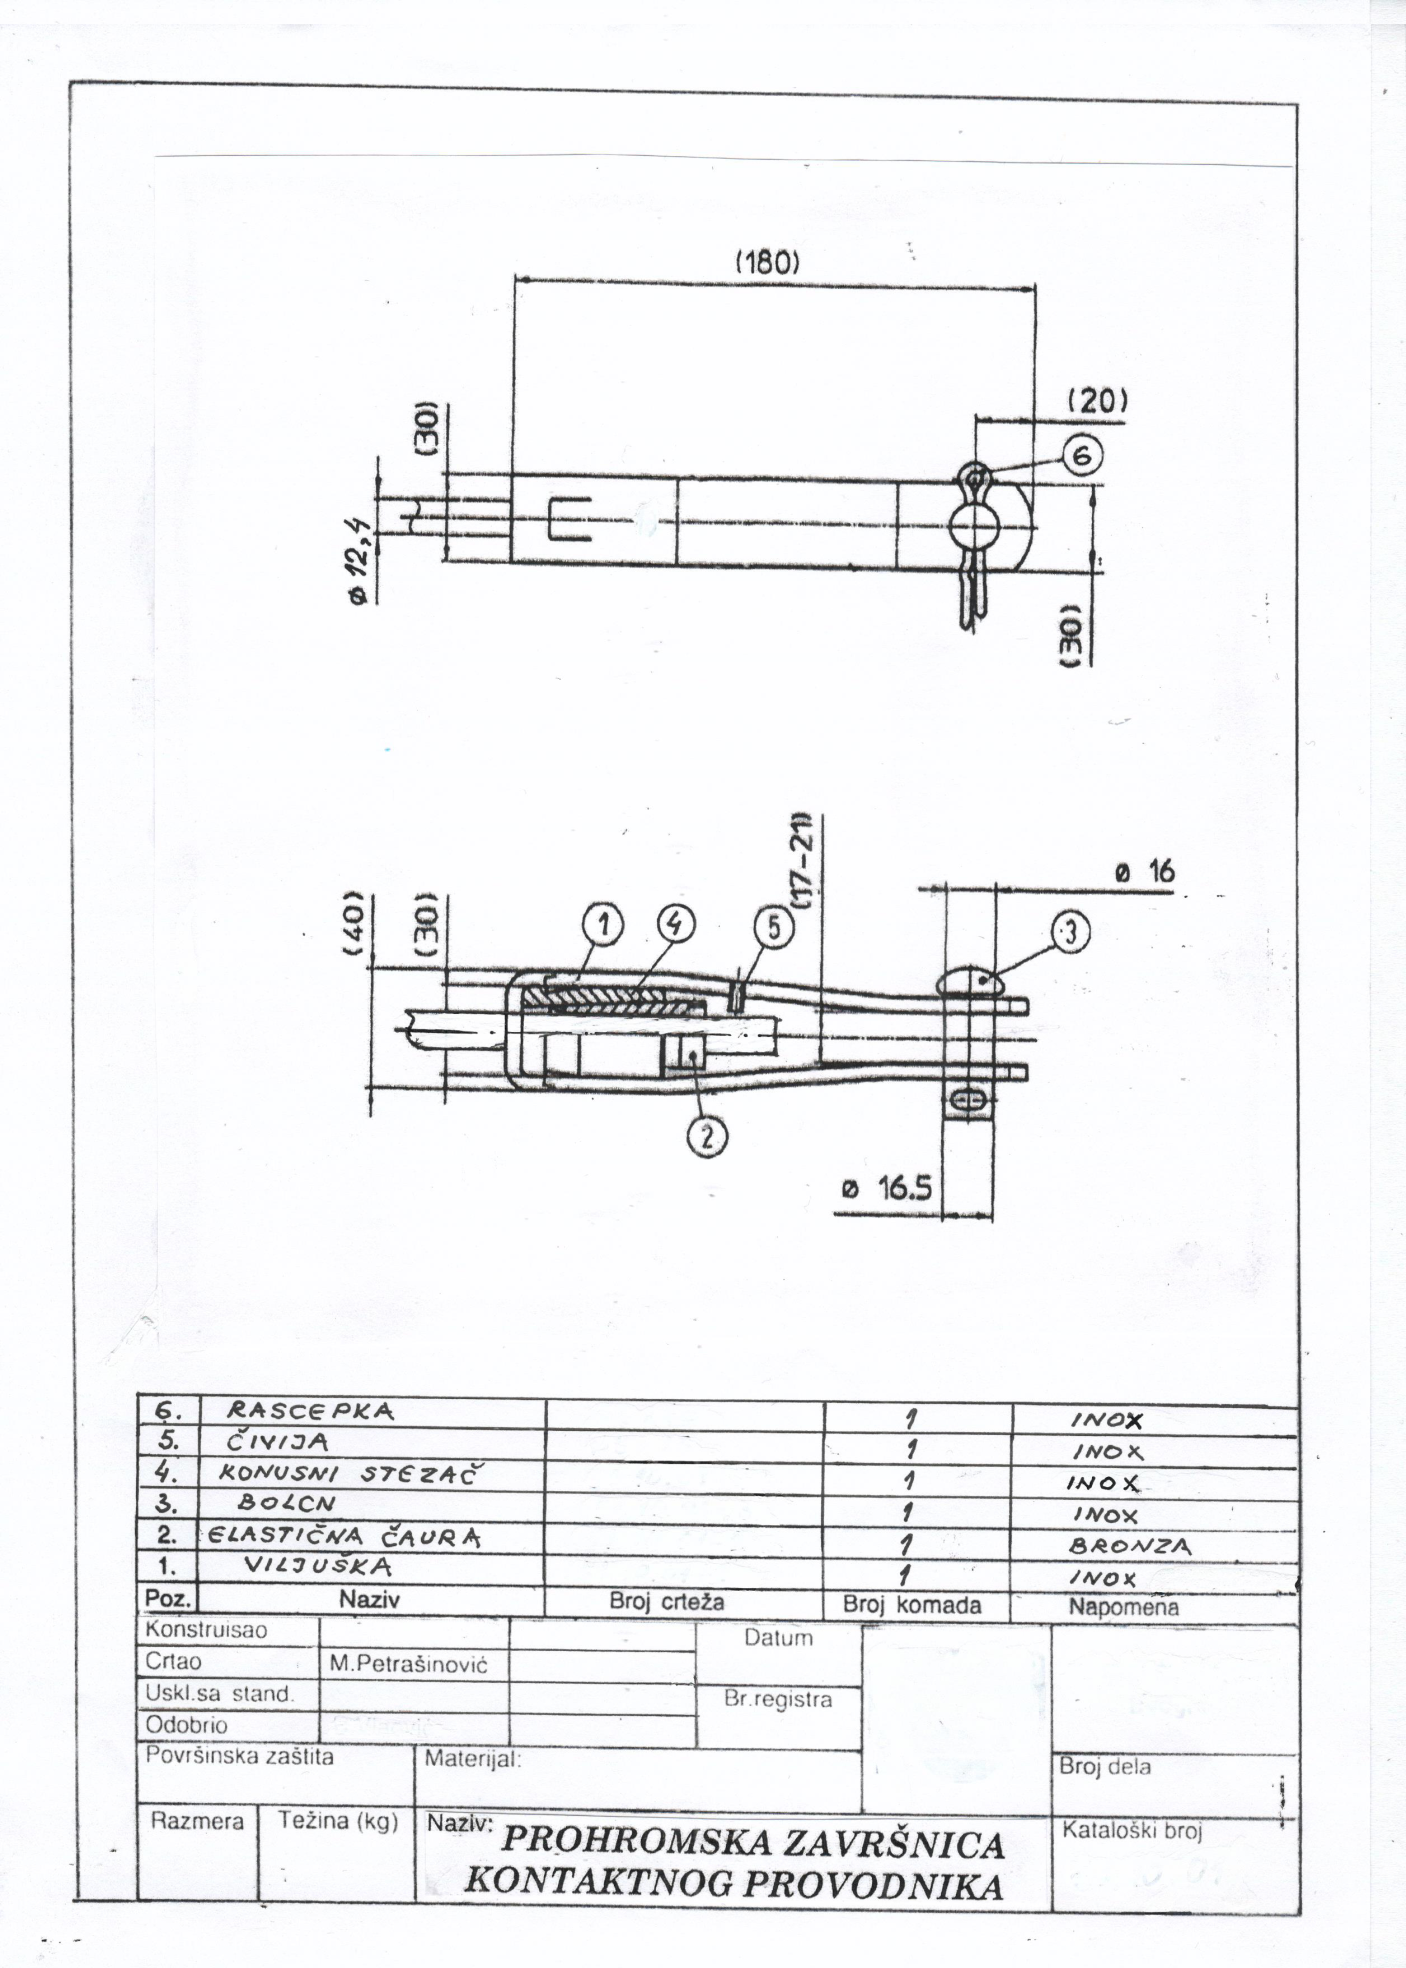 (180)
(20)
6
(30)
ø 12,4
(30)
(17-21)
ø 16
(40)
(30)
1
4
5
3
2
ø 16.5
6. RASCEPKA 1 INOX
5. ČIVIJA 1 INOX
4. KONUSNI STEZAČ 1 INOX
3. BOLCN 1 INOX
2. ELASTIČNA ČAURA 1 BRONZA
1. VILJUŠKA 1 INOX
Poz. Naziv Broj crteža Broj komada Napomena
Konstruisao Datum
Crtao M.Petrašinović
Uskl.sa stand. Br.registra
Odobrio
Površinska zaštita Materijal: Broj dela
Razmera Težina (kg) Naziv: Kataloški broj
PROHROMSKA ZAVRŠNICA
KONTAKTNOG PROVODNIKA